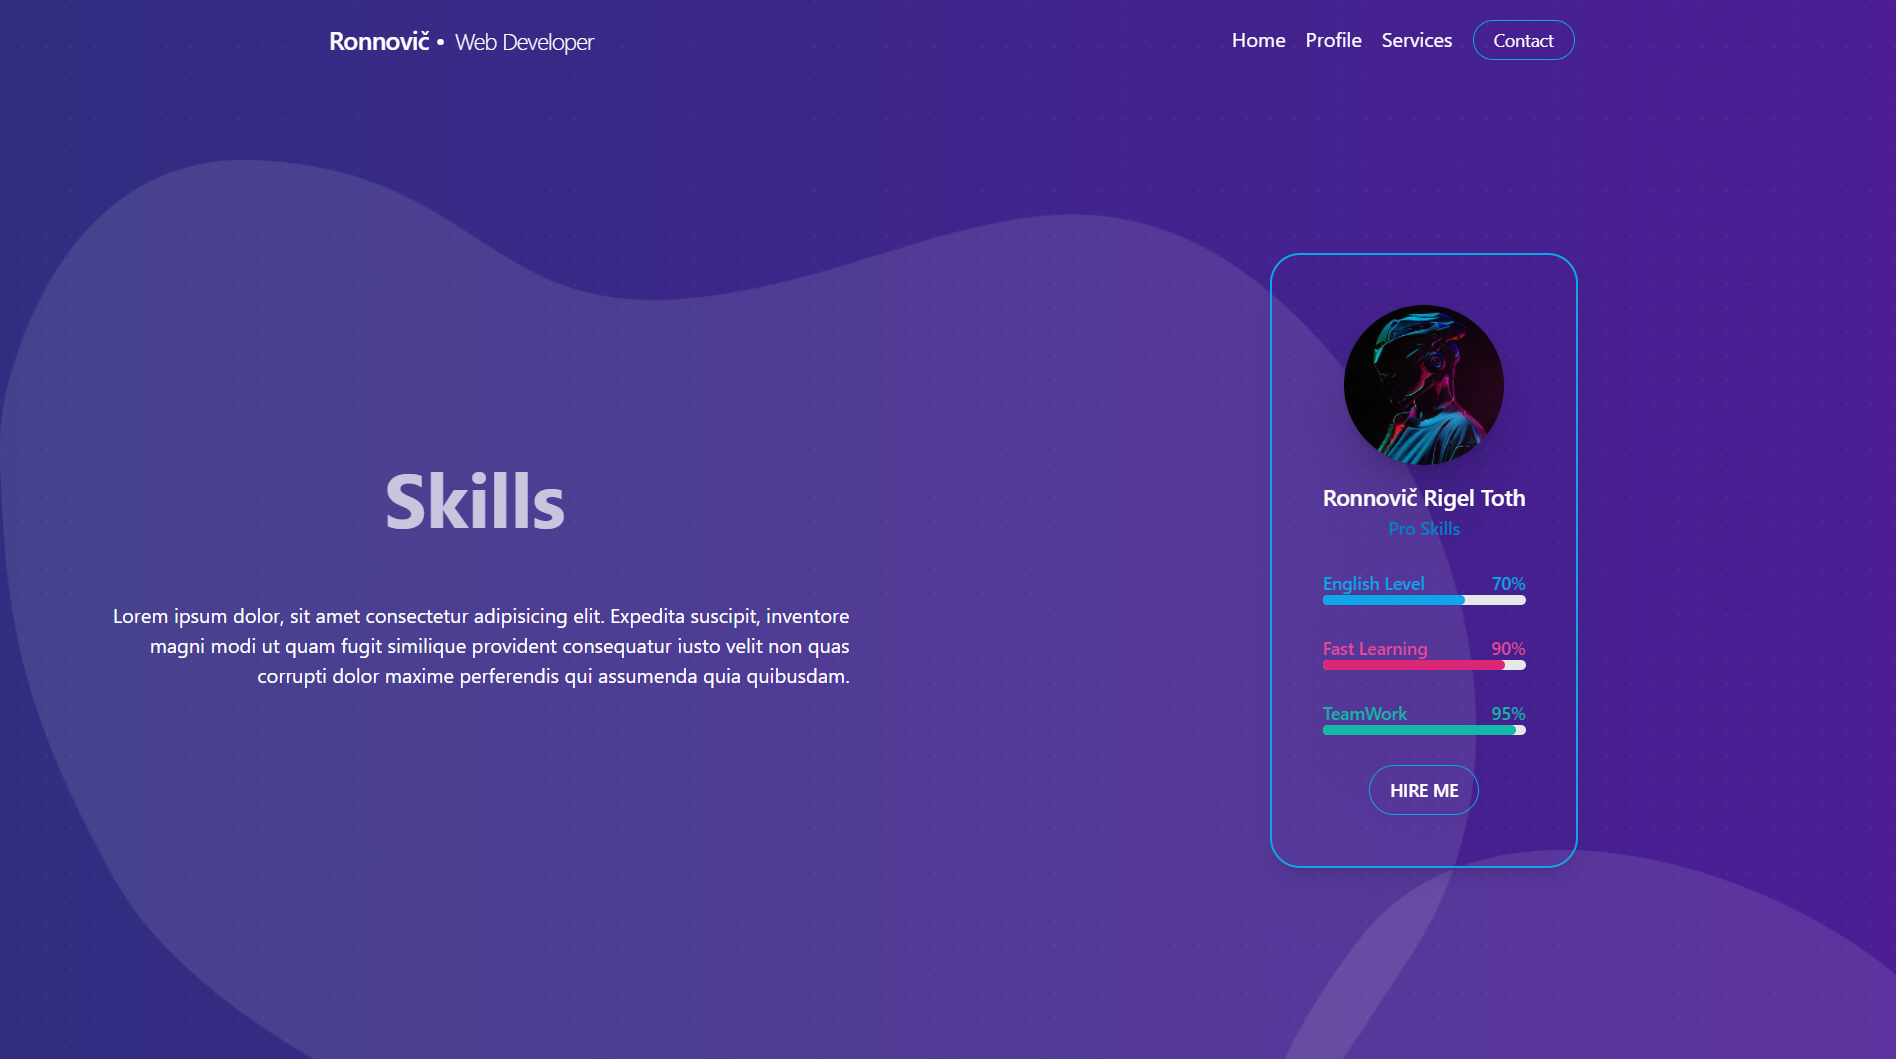 Ronnovič • Web Developer
Home Profile Services Contact
Skills
Lorem ipsum dolor, sit amet consectetur adipisicing elit. Expedita suscipit, inventore
magni modi ut quam fugit similique provident consequatur iusto velit non quas
corrupti dolor maxime perferendis qui assumenda quia quibusdam.
Ronnovič Rigel Toth
Pro Skills
English Level 70%
Fast Learning 90%
TeamWork 95%
HIRE ME